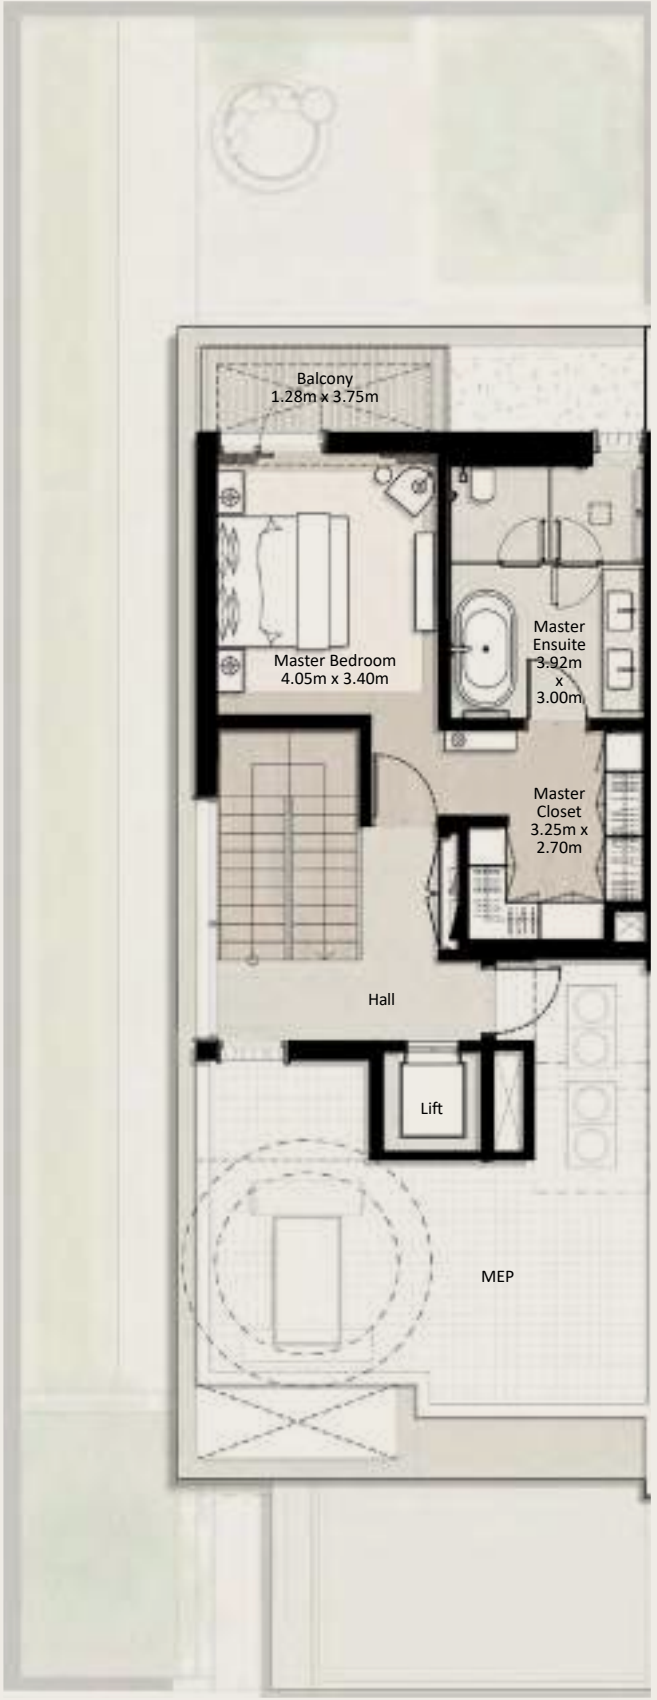 Balcony
1.28m x 3.75m
Master Bedroom
4.05m x 3.40m
Master
Ensuite
3.92m
x
3.00m
Master
Closet
3.25m x
2.70m
Hall
Lift
MEP